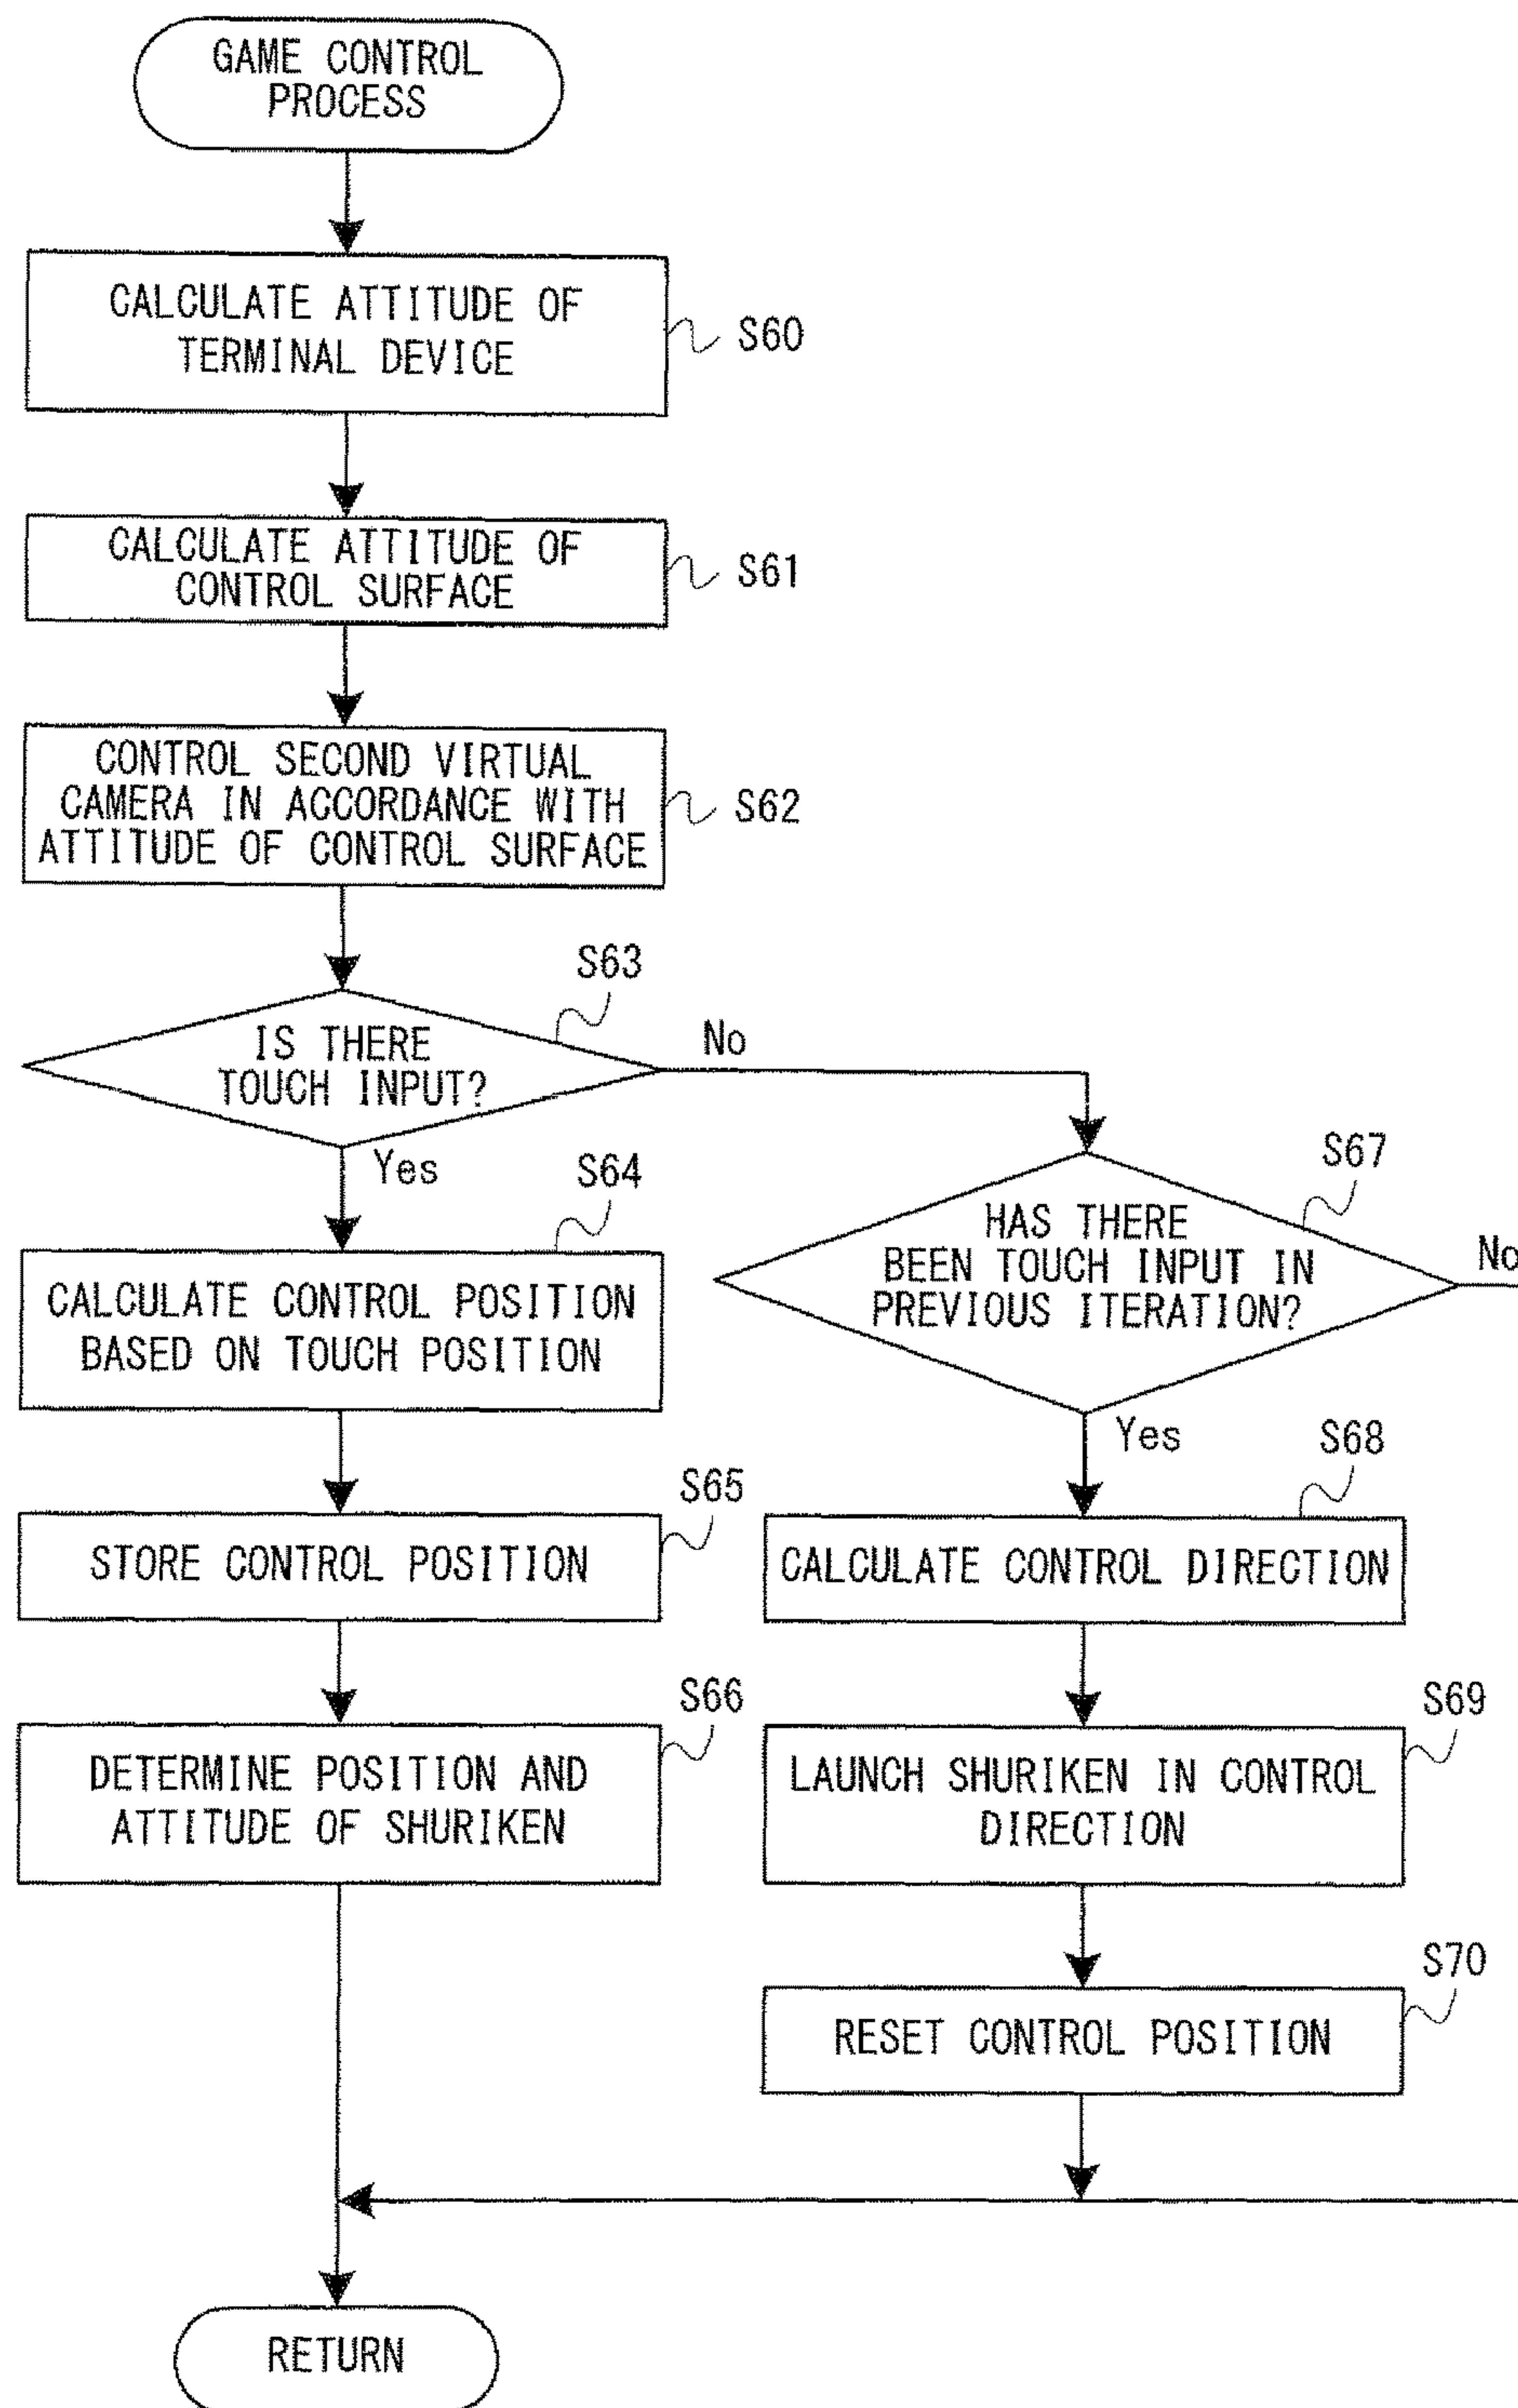 GAME CONTROL
PROCESS
CALCULATE ATTITUDE OF
TERMINAL DEVICE
S60
CALCULATE ATTITUDE OF
CONTROL SURFACE
S61
CONTROL SECOND VIRTUAL
CAMERA IN ACCORDANCE WITH
ATTITUDE OF CONTROL SURFACE
S62
S63
IS THERE
TOUCH INPUT?
No
Yes
S64
CALCULATE CONTROL POSITION
BASED ON TOUCH POSITION
S65
STORE CONTROL POSITION
S66
DETERMINE POSITION AND
ATTITUDE OF SHURIKEN
S67
HAS THERE
BEEN TOUCH INPUT IN
PREVIOUS ITERATION?
No
Yes
S68
CALCULATE CONTROL DIRECTION
S69
LAUNCH SHURIKEN IN CONTROL
DIRECTION
S70
RESET CONTROL POSITION
RETURN